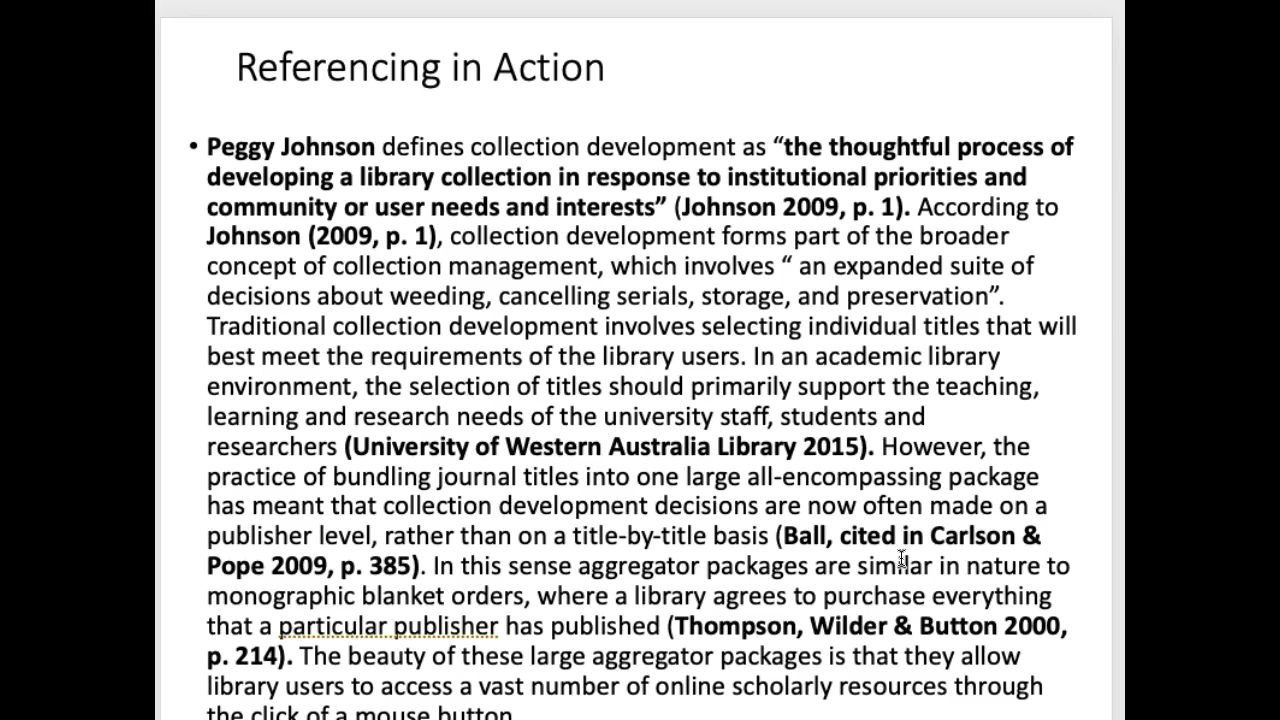 Referencing in Action
• Peggy Johnson defines collection development as “the thoughtful process of
developing a library collection in response to institutional priorities and
community or user needs and interests” (Johnson 2009, p. 1). According to
Johnson (2009, p. 1), collection development forms part of the broader
concept of collection management, which involves “ an expanded suite of
decisions about weeding, cancelling serials, storage, and preservation”.
Traditional collection development involves selecting individual titles that will
best meet the requirements of the library users. In an academic library
environment, the selection of titles should primarily support the teaching,
learning and research needs of the university staff, students and
researchers (University of Western Australia Library 2015). However, the
practice of bundling journal titles into one large all-encompassing package
has meant that collection development decisions are now often made on a
publisher level, rather than on a title-by-title basis (Ball, cited in Carlson &
Pope 2009, p. 385). In this sense aggregator packages are similar in nature to
monographic blanket orders, where a library agrees to purchase everything
that a particular publisher has published (Thompson, Wilder & Button 2000,
p. 214). The beauty of these large aggregator packages is that they allow
library users to access a vast number of online scholarly resources through
the click of a mouse button.